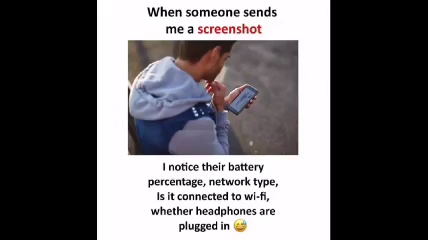 When someone sends
me a screenshot
I notice their battery
percentage, network type,
Is it connected to wi-fi,
whether headphones are
plugged in 😅